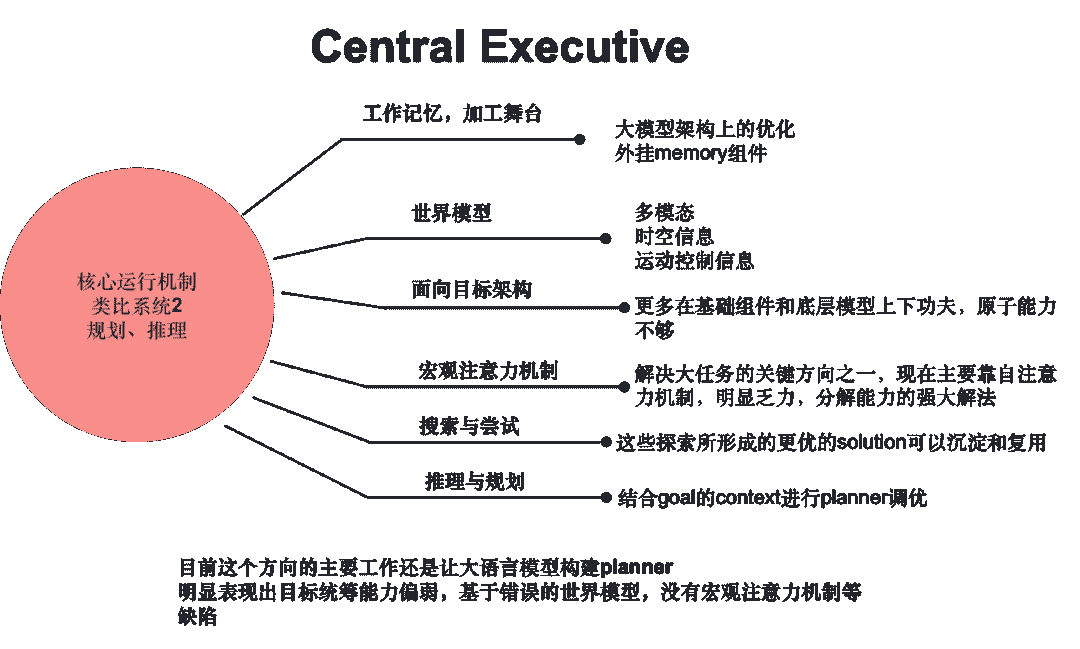 Central Executive
工作记忆，加工舞台
大模型架构上的优化
外挂memory组件
世界模型
多模态
时空信息
运动控制信息
核心运行机制
类比系统2
规划、推理
面向目标架构
更多在基础组件和底层模型上下功夫，原子能力
不够
宏观注意力机制
解决大任务的关键方向之一，现在主要靠自注意
力机制，明显乏力，分解能力的强大解法
搜索与尝试
这些探索所形成的更优的solution可以沉淀和复用
推理与规划
结合goal的context进行planner调优
目前这个方向的主要工作还是让大语言模型构建planner
明显表现出目标统筹能力偏弱，基于错误的世界模型，没有宏观注意力机制等
缺陷